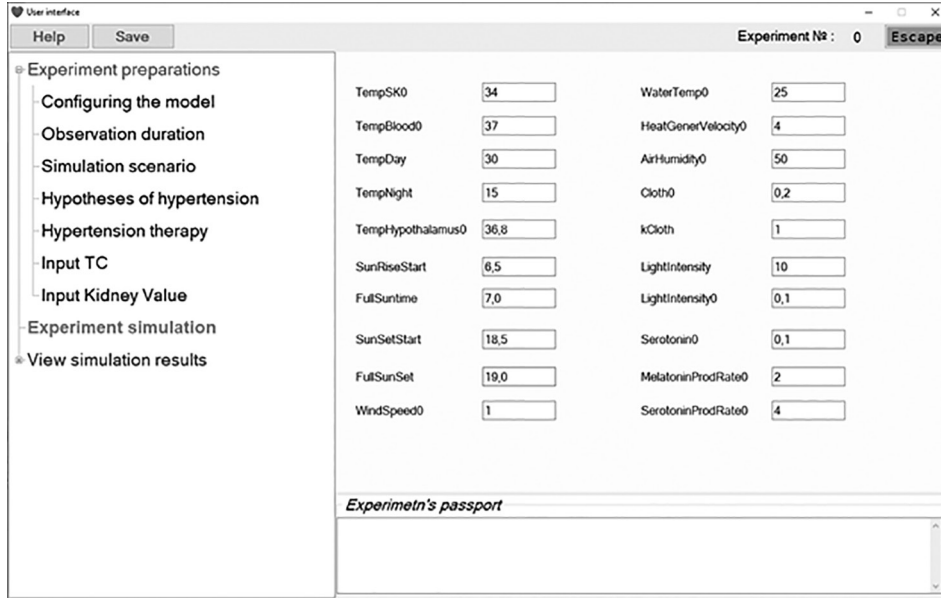 User interface
Help Save Experiment №: 0 Escape
Experiment preparations
Configuring the model
Observation duration
Simulation scenario
Hypotheses of hypertension
Hypertension therapy
Input TC
Input Kidney Value
Experiment simulation
View simulation results
TempSK0 34 WaterTemp0 25
TempBlood0 37 HeatGenerVelocity0 4
TempDay 30 AirHumidity0 50
TempNight 15 Cloth0 0,2
TempHypothalamus0 36,8 kCloth 1
SunRiseStart 6,5 LightIntensity 10
FullSuntime 7,0 LightIntensity0 0,1
SunSetStart 18,5 Serotonin0 0,1
FullSunSet 19,0 MelatoninProdRate0 2
WindSpeed0 1 SerotoninProdRate0 4
Experimetn's passport